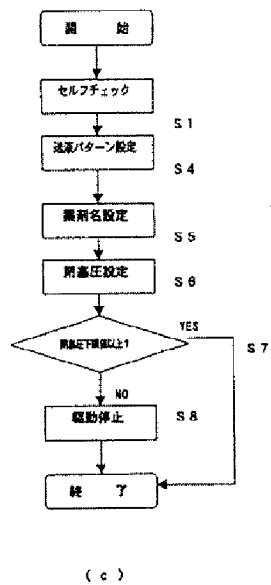 開 始
セルフチェック
S1
送液パターン設定
S4
薬剤名設定
S5
閉塞圧設定
S6
閉塞圧下限値以上?
YES
S7
NO
駆動停止
S8
終 了
(c)